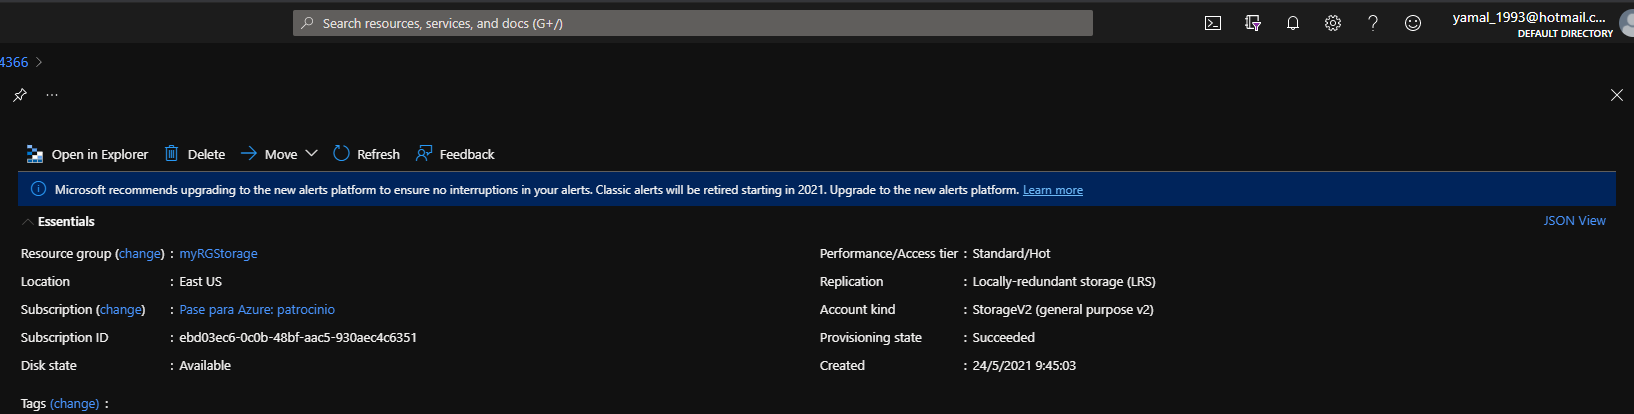 Search resources, services, and docs (G+/)
yamal_1993@hotmail.c...
DEFAULT DIRECTORY
4366 >
...
Open in Explorer Delete Move Refresh Feedback
Microsoft recommends upgrading to the new alerts platform to ensure no interruptions in your alerts. Classic alerts will be retired starting in 2021. Upgrade to the new alerts platform. Learn more
Essentials JSON View
Resource group (change) : myRGStorage
Location : East US
Subscription (change) : Pase para Azure: patrocinio
Subscription ID : ebd03ec6-0c0b-48bf-aac5-930aec4c6351
Disk state : Available
Performance/Access tier : Standard/Hot
Replication : Locally-redundant storage (LRS)
Account kind : StorageV2 (general purpose v2)
Provisioning state : Succeeded
Created : 24/5/2021 9:45:03
Tags (change) :